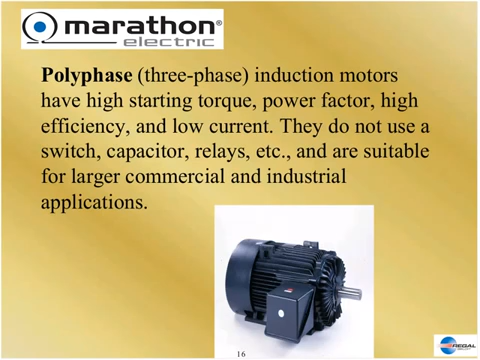 marathon®
electric
Polyphase (three-phase) induction motors
have high starting torque, power factor, high
efficiency, and low current. They do not use a
switch, capacitor, relays, etc., and are suitable
for larger commercial and industrial
applications.
16
REGAL